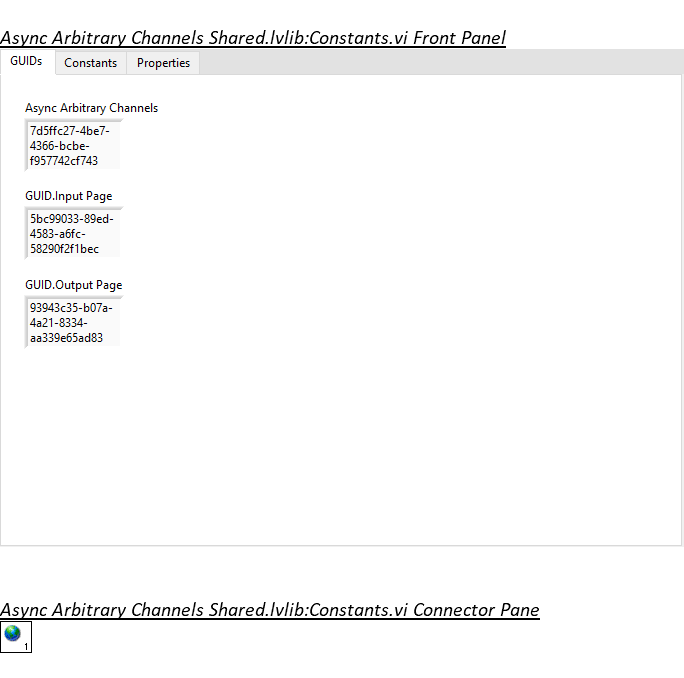 Async Arbitrary Channels Shared.lvlib:Constants.vi Front Panel
GUIDs Constants Properties
Async Arbitrary Channels
7d5ffc27-4be7-
4366-bcbe-
f957742cf743
GUID.Input Page
5bc99033-89ed-
4583-a6fc-
58290f2f1bec
GUID.Output Page
93943c35-b07a-
4a21-8334-
aa339e65ad83
Async Arbitrary Channels Shared.lvlib:Constants.vi Connector Pane
1